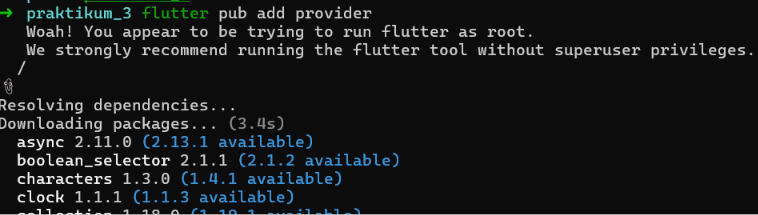 → praktikum_3 flutter pub add provider
Woah! You appear to be trying to run flutter as root.
We strongly recommend running the flutter tool without superuser privileges.
/
📎
Resolving dependencies...
Downloading packages... (3.4s)
async 2.11.0 (2.13.1 available)
boolean_selector 2.1.1 (2.1.2 available)
characters 1.3.0 (1.4.1 available)
clock 1.1.1 (1.1.3 available)
collection 1.18.0 (1.19.1 available)